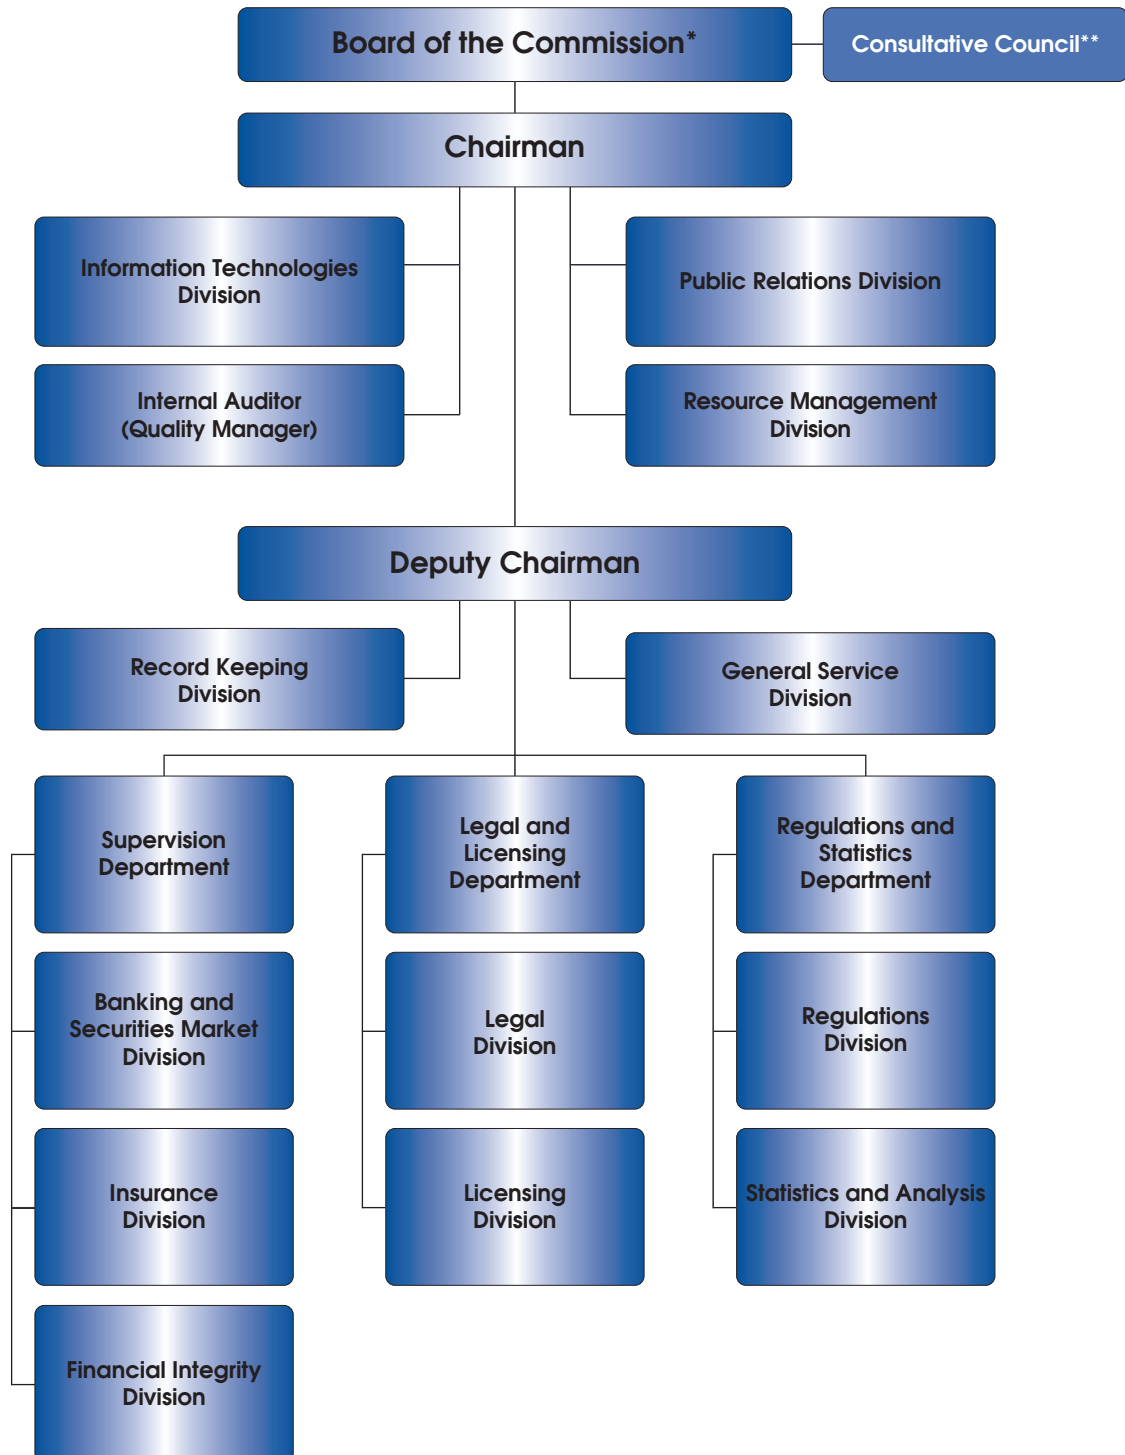 Board of the Commission*
Consultative Council**
Chairman
Information Technologies
Division
Public Relations Division
Internal Auditor
(Quality Manager)
Resource Management
Division
Deputy Chairman
Record Keeping
Division
General Service
Division
Supervision
Department
Legal and
Licensing
Department
Regulations and
Statistics
Department
Banking and
Securities Market
Division
Legal
Division
Regulations
Division
Insurance
Division
Licensing
Division
Statistics and Analysis
Division
Financial Integrity
Division